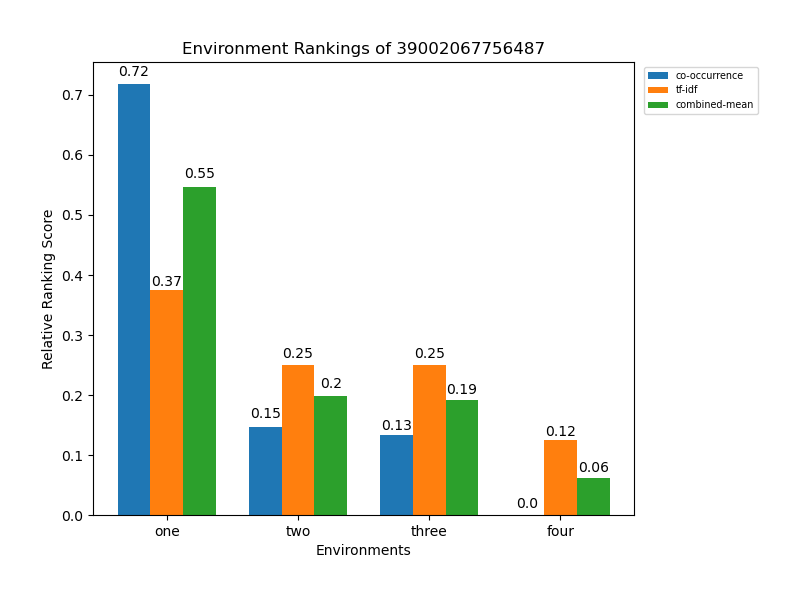 Environment Rankings of 39002067756487
co-occurrence
tf-idf
combined-mean
Relative Ranking Score
0.7
0.6
0.5
0.4
0.3
0.2
0.1
0.0
0.72
0.37
0.55
0.15
0.25
0.2
0.13
0.25
0.19
0.0
0.12
0.06
one two three four
Environments